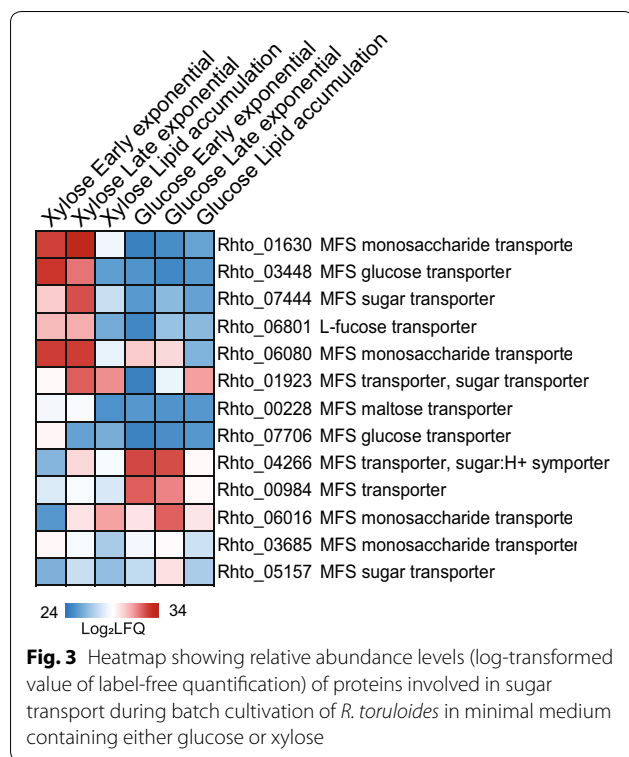 Xylose Early exponential
Xylose Late exponential
Xylose Lipid accumulation
Glucose Early exponential
Glucose Late exponential
Glucose Lipid accumulation
Rhto_01630 MFS monosaccharide transporte
Rhto_03448 MFS glucose transporter
Rhto_07444 MFS sugar transporter
Rhto_06801 L-fucose transporter
Rhto_06080 MFS monosaccharide transporte
Rhto_01923 MFS transporter, sugar transporter
Rhto_00228 MFS maltose transporter
Rhto_07706 MFS glucose transporter
Rhto_04266 MFS transporter, sugar:H+ symporter
Rhto_00984 MFS transporter
Rhto_06016 MFS monosaccharide transporte
Rhto_03685 MFS monosaccharide transporter
Rhto_05157 MFS sugar transporter
24 34
Log₂LFQ
Fig. 3 Heatmap showing relative abundance levels (log-transformed
value of label-free quantification) of proteins involved in sugar
transport during batch cultivation of R. toruloides in minimal medium
containing either glucose or xylose